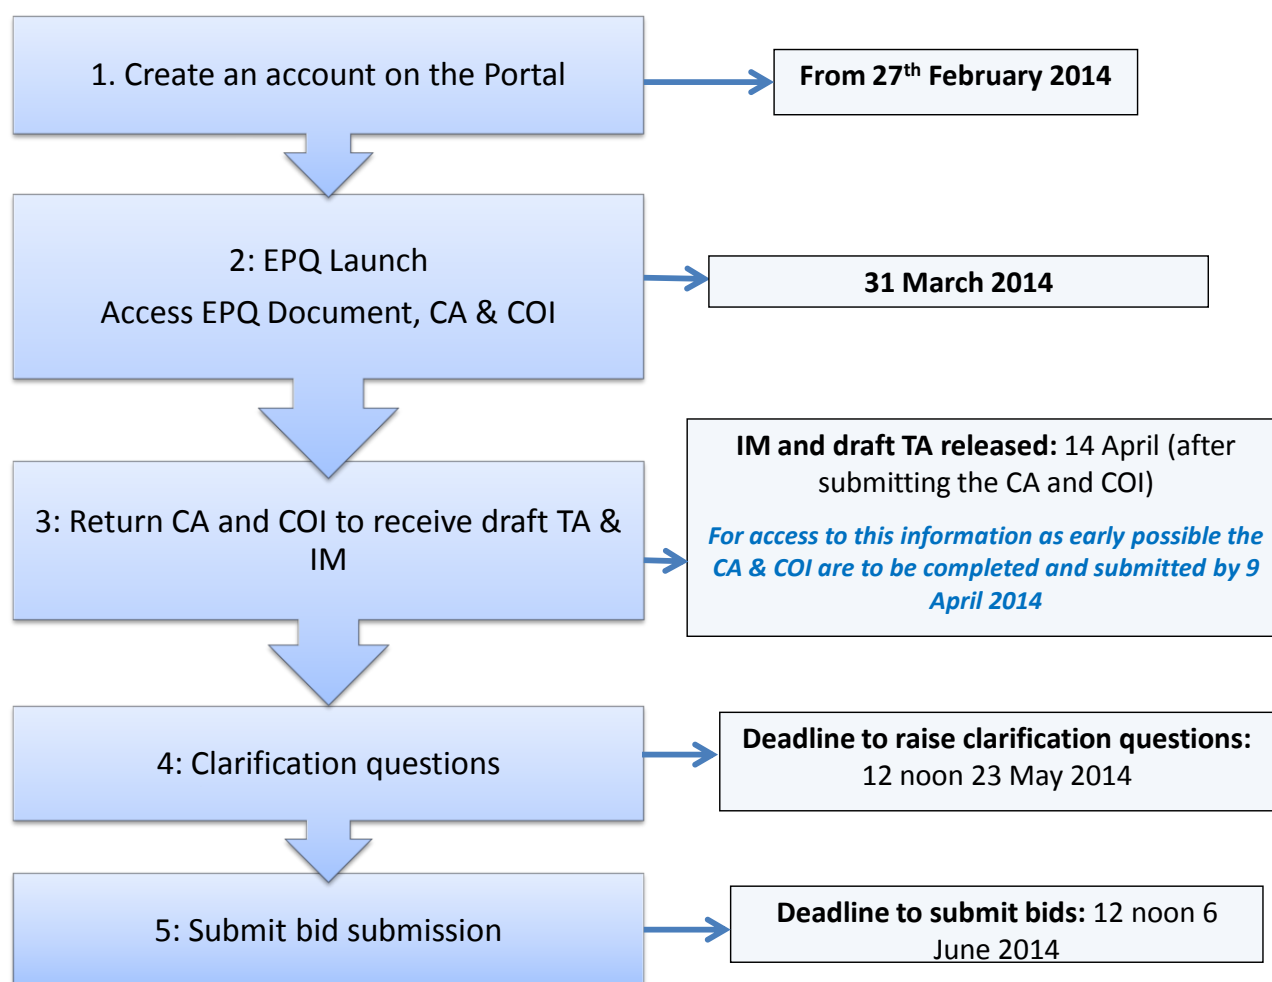 1. Create an account on the Portal
From 27th February 2014
2: EPQ Launch
Access EPQ Document, CA & COI
31 March 2014
3: Return CA and COI to receive draft TA &
IM
IM and draft TA released: 14 April (after
submitting the CA and COI)
For access to this information as early possible the
CA & COI are to be completed and submitted by 9
April 2014
4: Clarification questions
Deadline to raise clarification questions:
12 noon 23 May 2014
5: Submit bid submission
Deadline to submit bids: 12 noon 6
June 2014